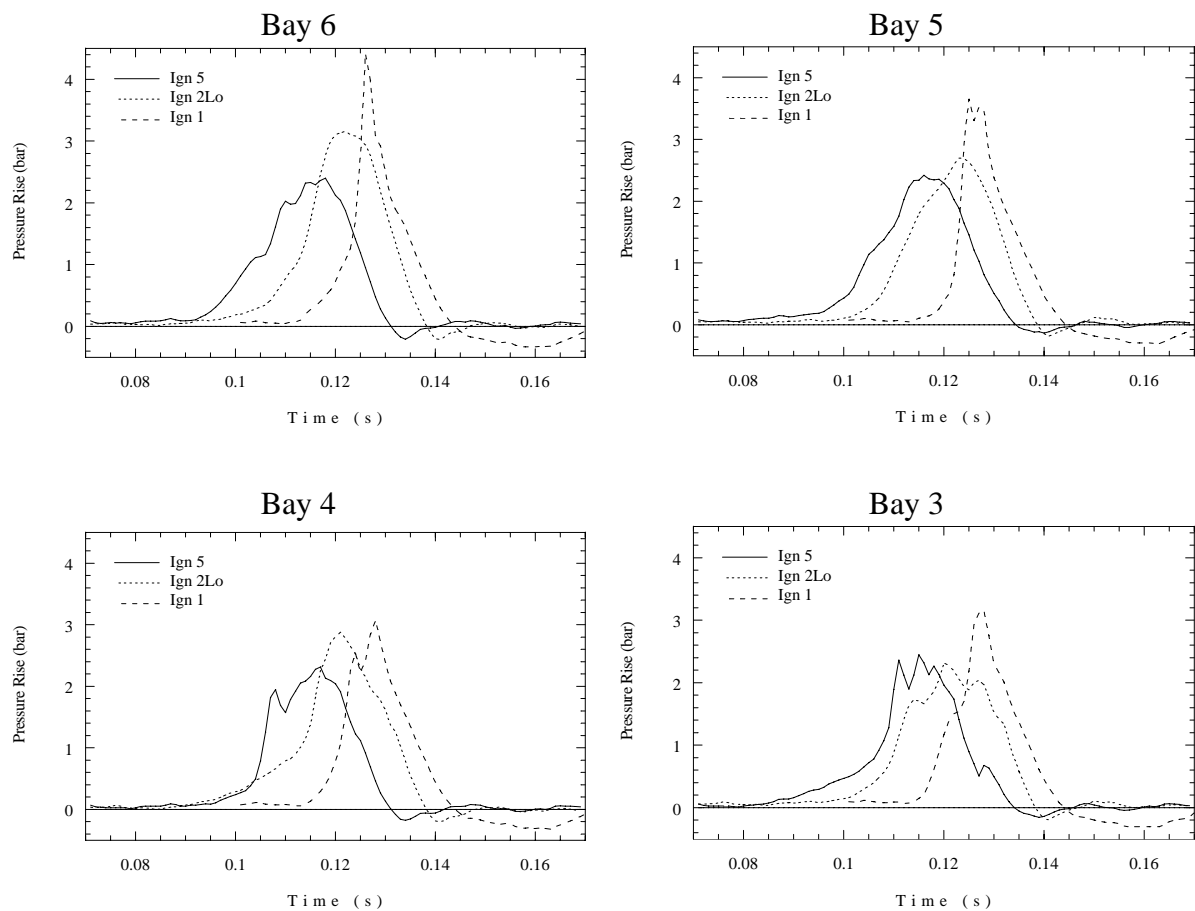 Bay 6
4
3
2
1
0
Pressure Rise (bar)
Ign 5
Ign 2Lo
Ign 1
0.08
0.1
0.12
0.14
0.16
Time (s)
Bay 5
4
3
2
1
0
Pressure Rise (bar)
Ign 5
Ign 2Lo
Ign 1
0.08
0.1
0.12
0.14
0.16
Time (s)
Bay 4
4
3
2
1
0
Pressure Rise (bar)
Ign 5
Ign 2Lo
Ign 1
0.08
0.1
0.12
0.14
0.16
Time (s)
Bay 3
4
3
2
1
0
Pressure Rise (bar)
Ign 5
Ign 2Lo
Ign 1
0.08
0.1
0.12
0.14
0.16
Time (s)